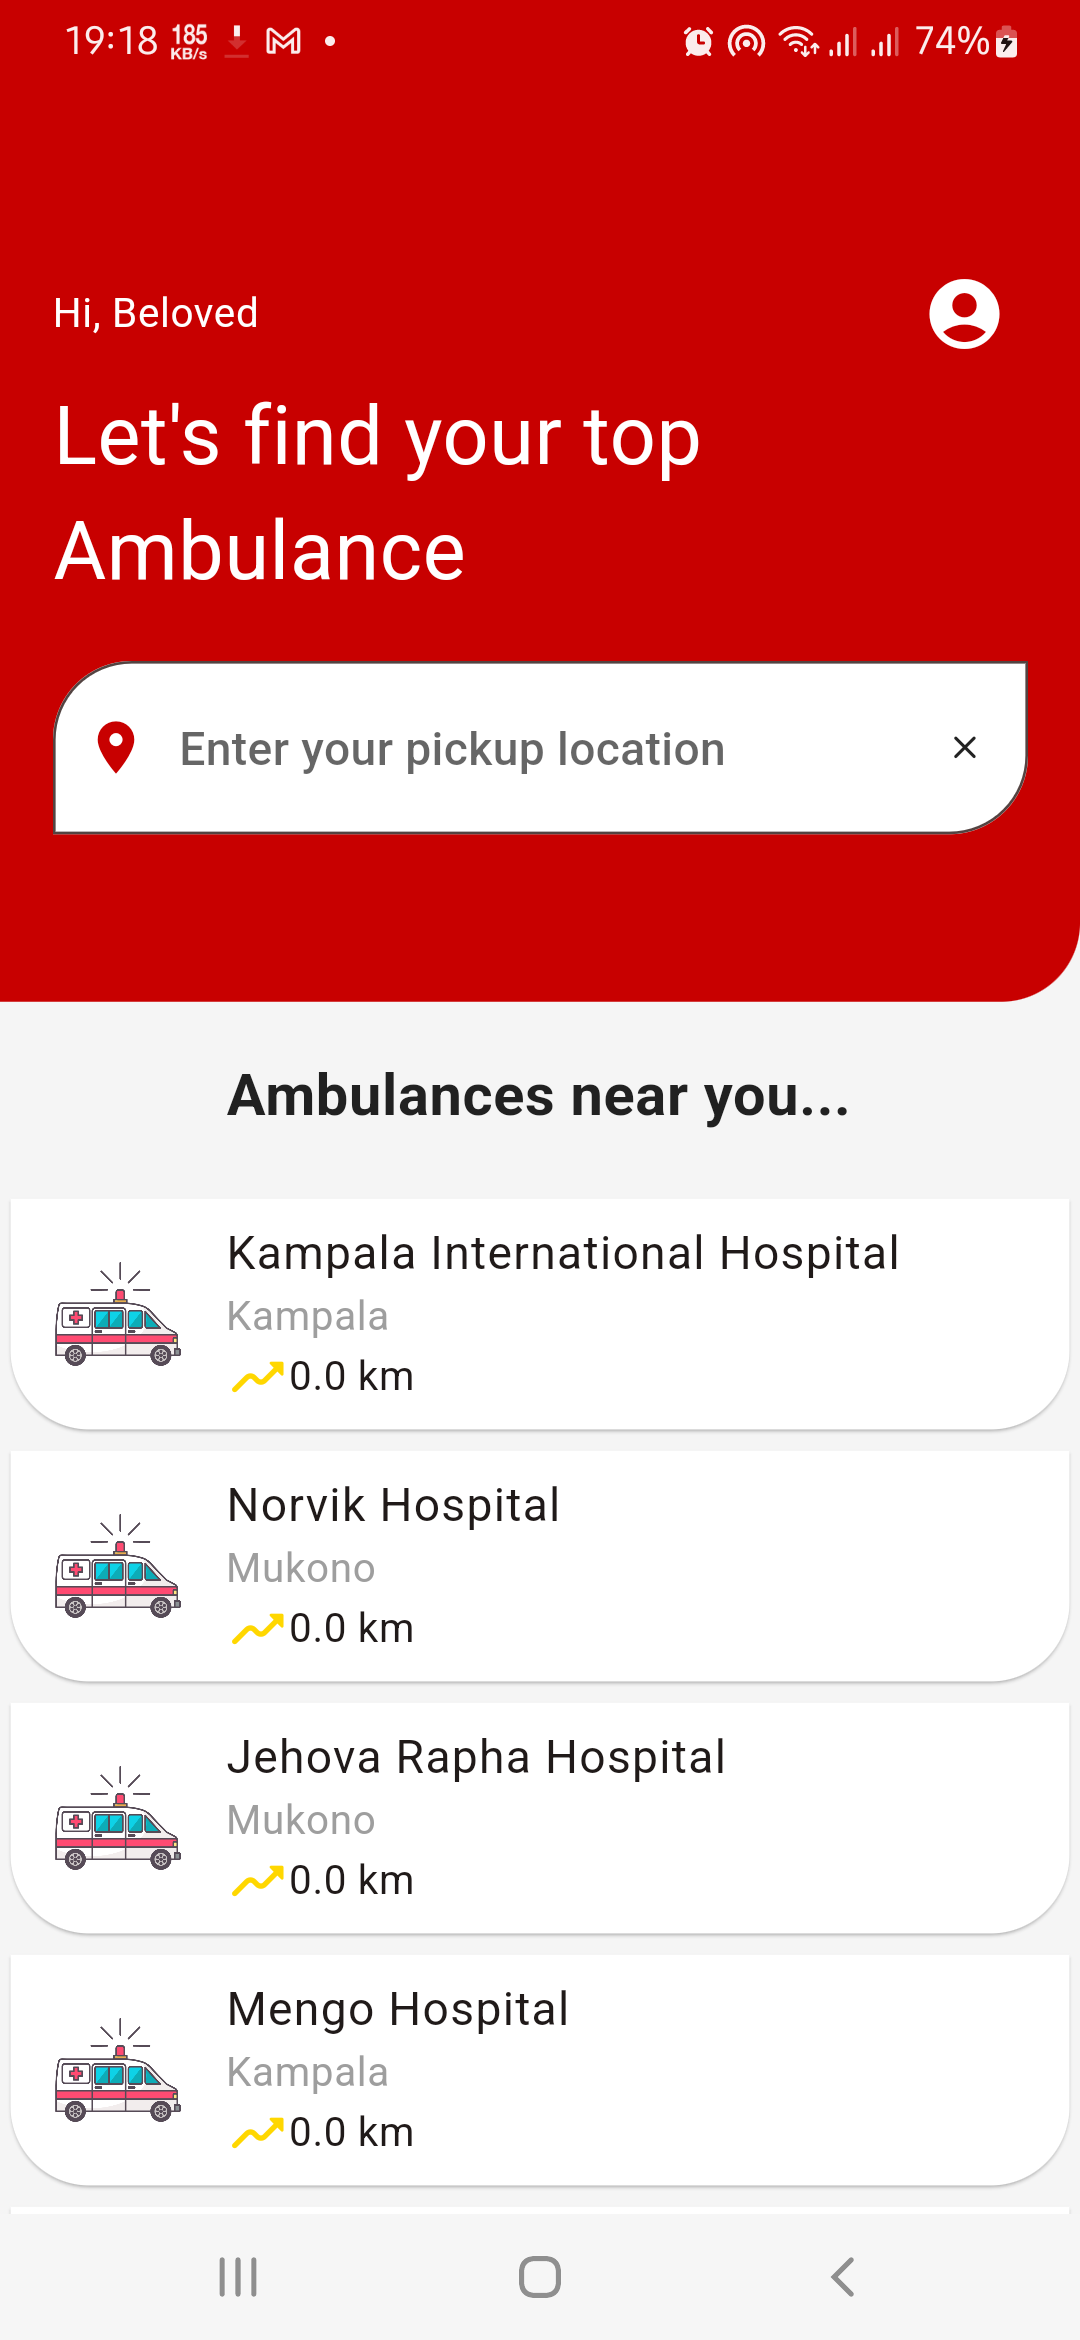 19:18 185 KB/s 74%
Hi, Beloved
Let's find your top
Ambulance
Enter your pickup location
Ambulances near you...
Kampala International Hospital
Kampala
0.0 km
Norvik Hospital
Mukono
0.0 km
Jehova Rapha Hospital
Mukono
0.0 km
Mengo Hospital
Kampala
0.0 km